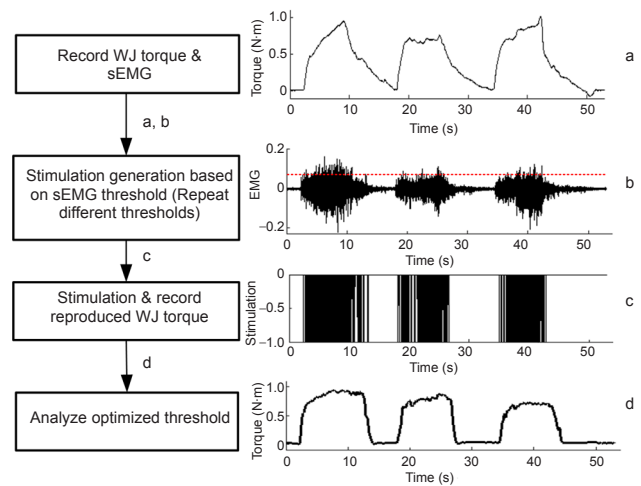 Record WJ torque &
sEMG
a, b
Stimulation generation based
on sEMG threshold (Repeat
different thresholds)
c
Stimulation & record
reproduced WJ torque
d
Analyze optimized threshold
Torque (N·m)
1.0
0.5
0
0 10 20 30 40 50
Time (s)
a
EMG
0.2
0
−0.2
0 10 20 30 40 50
Time (s)
b
Stimulation
0
−0.5
−1.0
0 10 20 30 40 50
Time (s)
c
Torque (N·m)
1.0
0.5
0
0 10 20 30 40 50
Time (s)
d